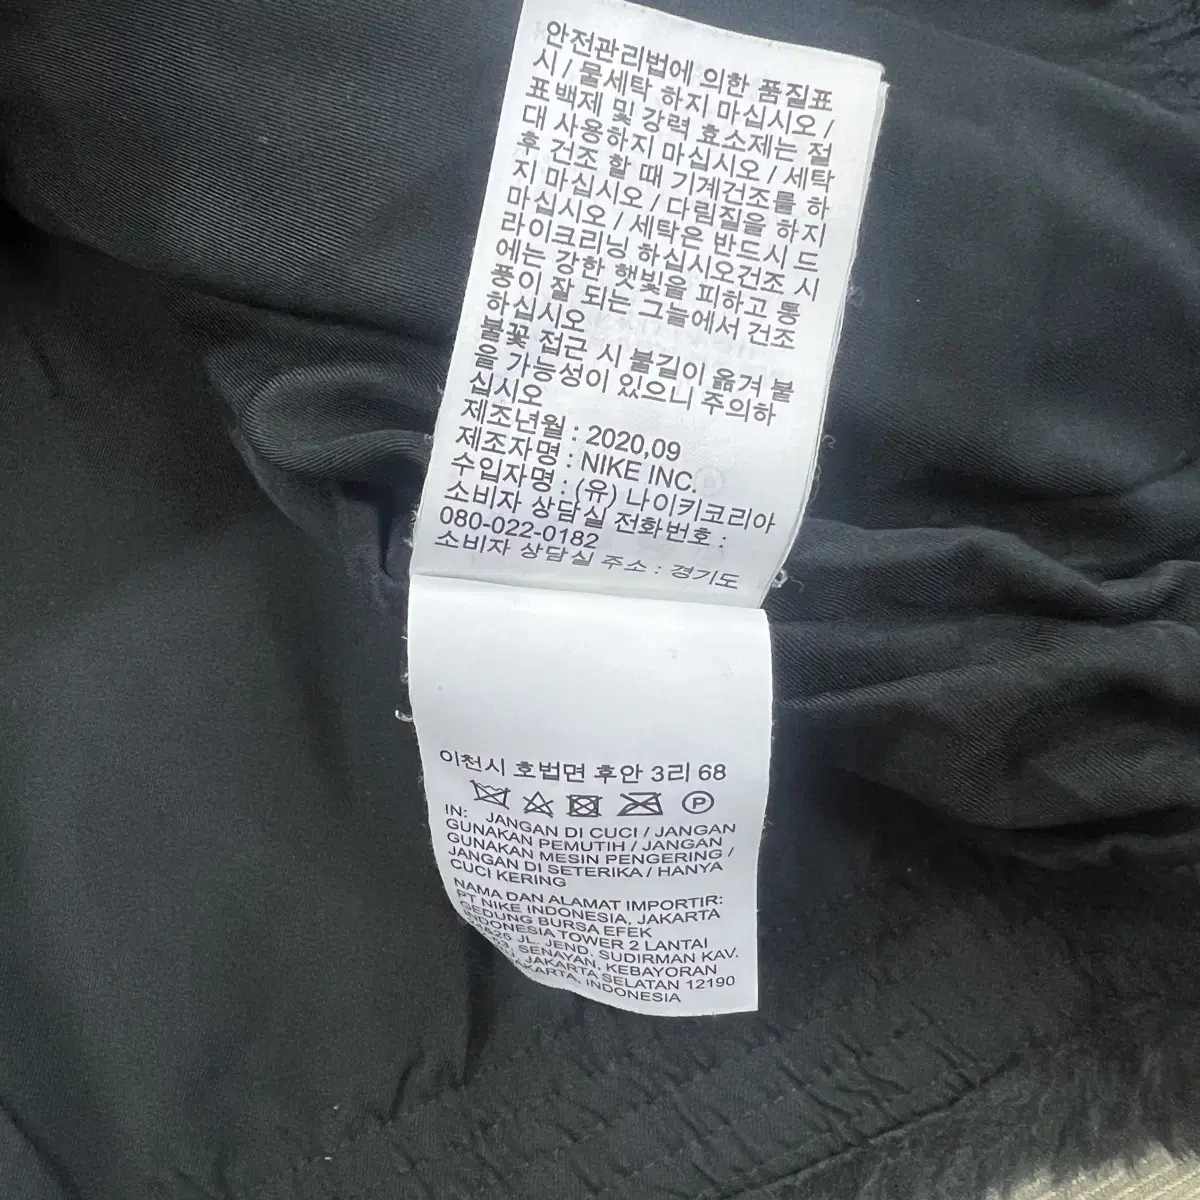 안전관리법에 의한 품질표
시 / 물세탁 하지 마십시오 /
표백제 및 강력 효소제는 절
대 사용하지 마십시오 / 세탁
후 건조 할 때 기계건조를 하
지 마십시오 / 다림질을 하지
마십시오 / 세탁은 반드시 드
라이크리닝 하십시오건조 시
에는 강한 햇빛을 피하고 통
풍이 잘 되는 그늘에서 건조
하십시오
불꽃 접근 시 불길이 옮겨 붙
을 가능성이 있으니 주의하
십시오
제조년월 : 2020,09
제조자명 : NIKE INC.
수입자명 : (유) 나이키코리아
소비자 상담실 전화번호 :
080-022-0182
소비자 상담실 주소 : 경기도
이천시 호법면 후안 3리 68
P
IN: JANGAN DI CUCI / JANGAN
GUNAKAN PEMUTIH / JANGAN
GUNAKAN MESIN PENGERING /
JANGAN DI SETERIKA / HANYA
CUCI KERING
NAMA DAN ALAMAT IMPORTIR:
PT NIKE INDONESIA, JAKARTA
GEDUNG BURSA EFEK
INDONESIA TOWER 2 LANTAI
JL. JEND. SUDIRMAN KAV.
SENAYAN, KEBAYORAN
JAKARTA SELATAN 12190
INDONESIA